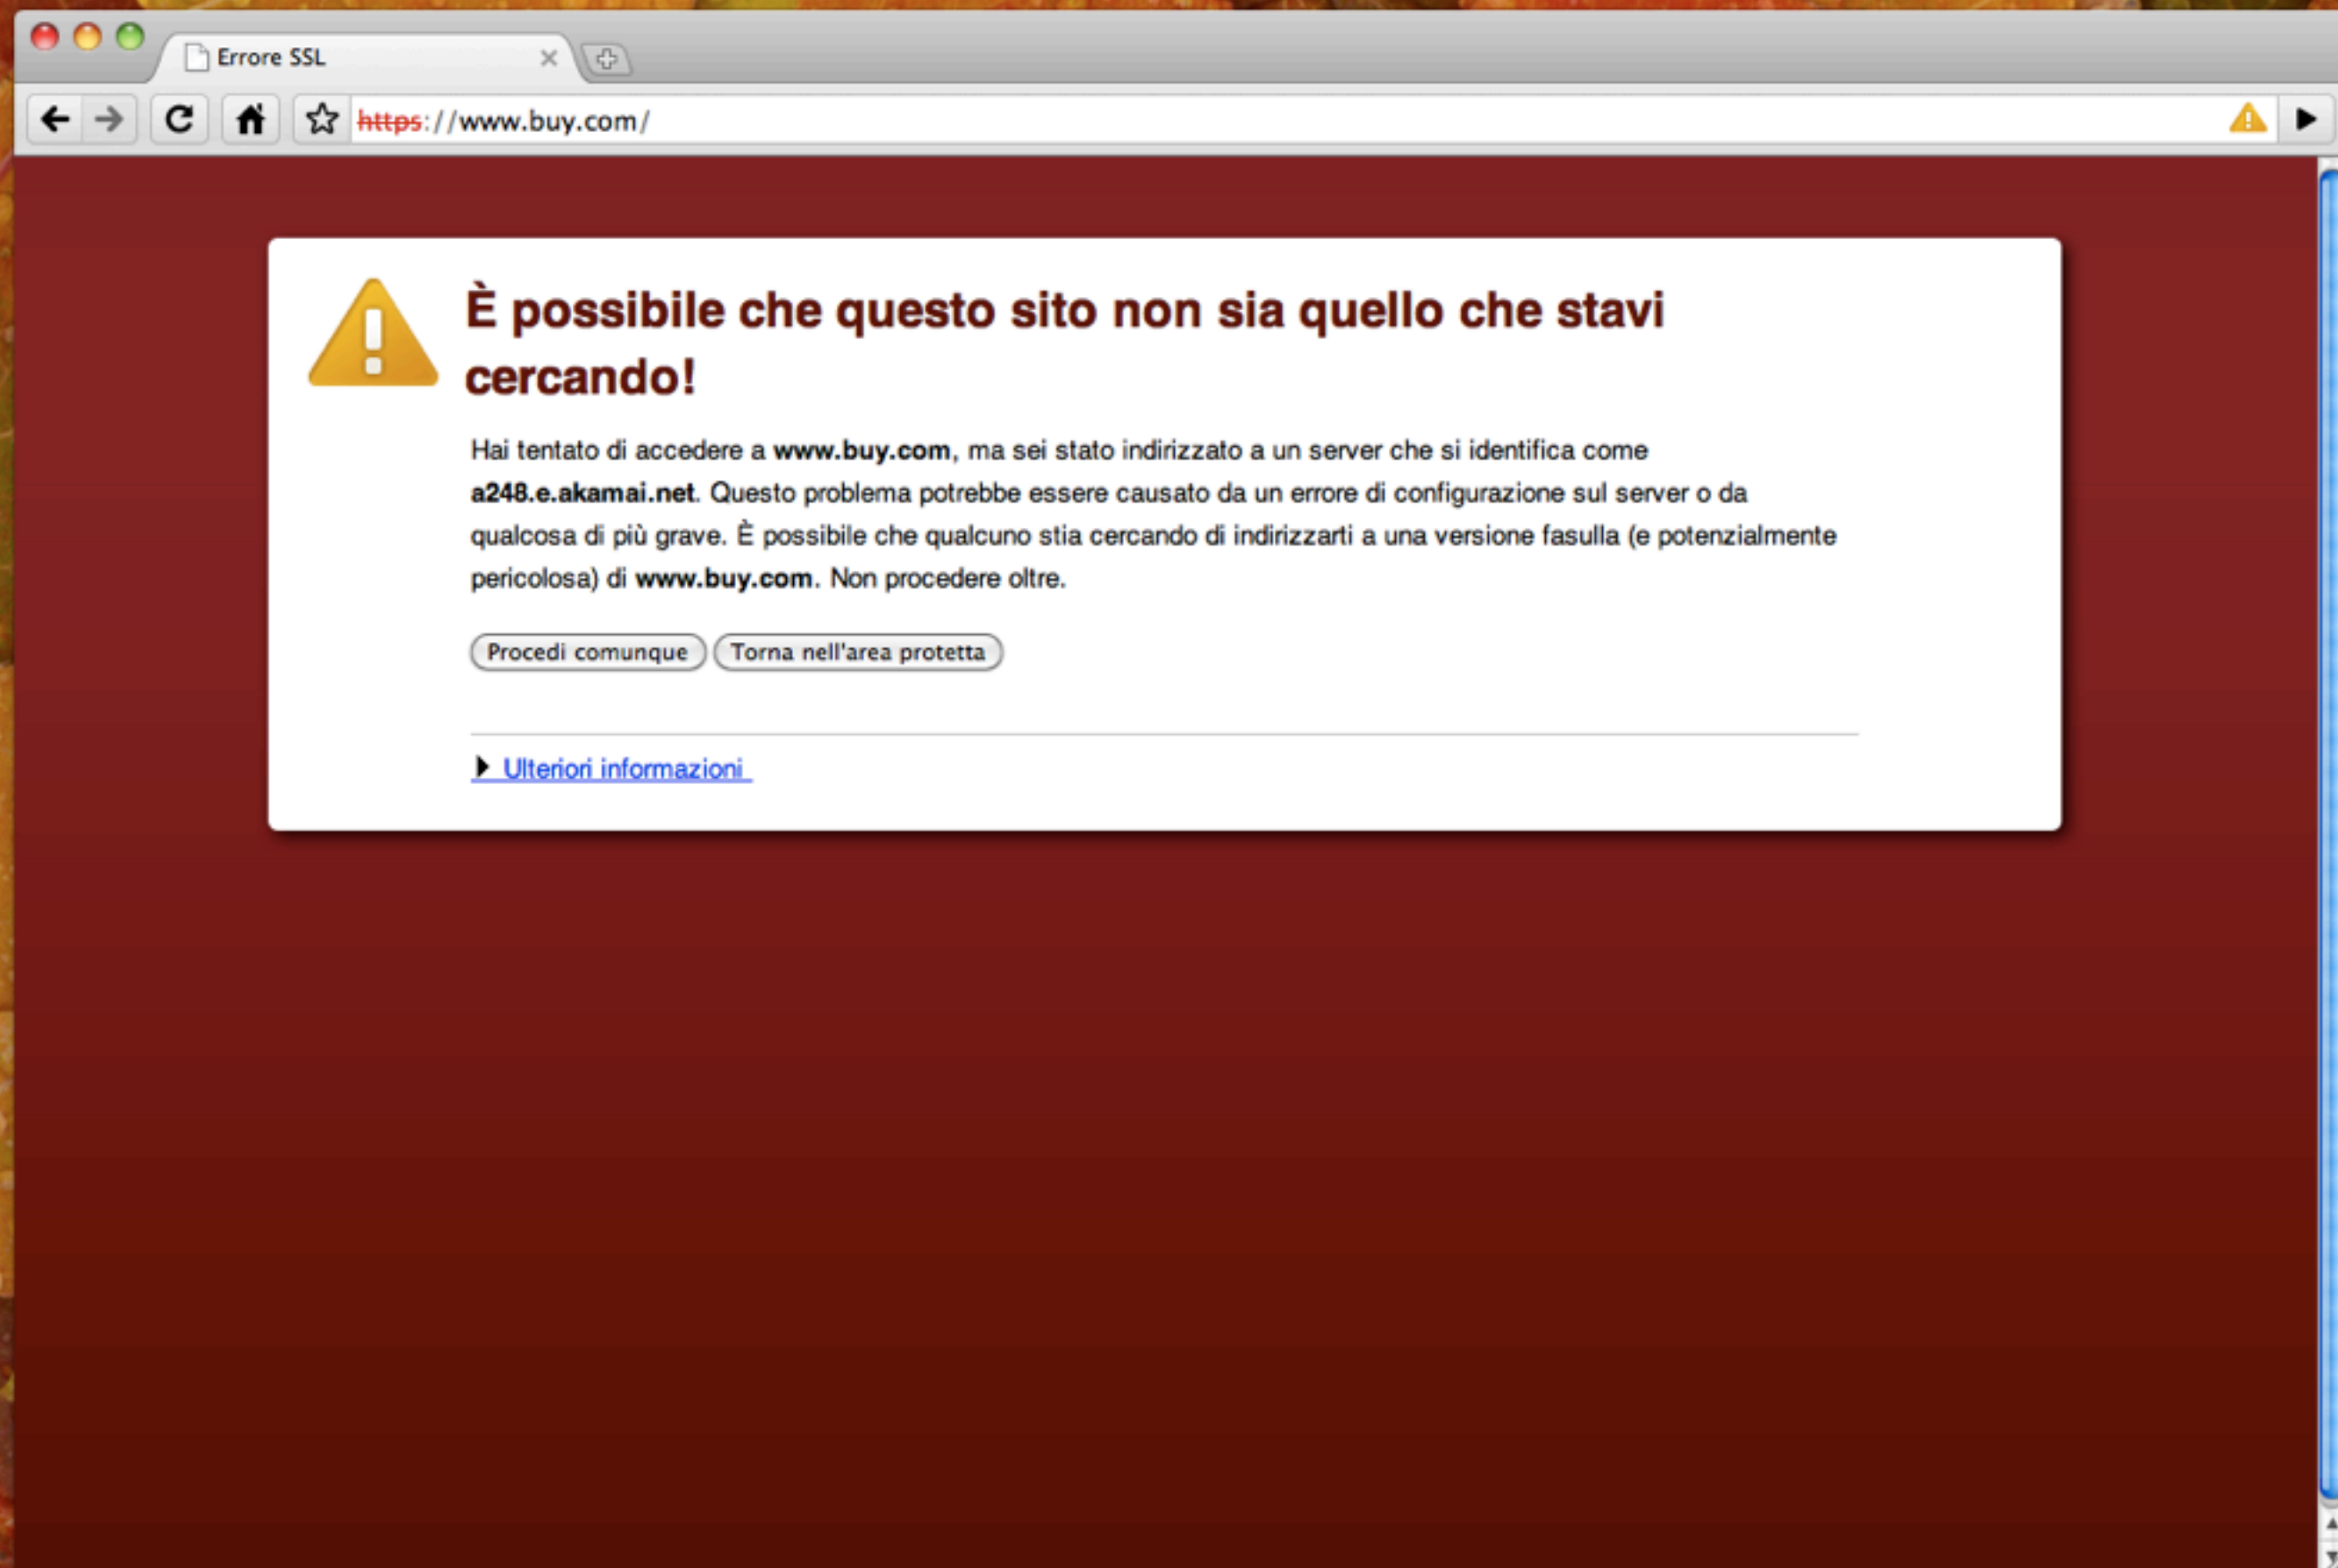 Errore SSL
https://www.buy.com/
È possibile che questo sito non sia quello che stavi
cercando!
Hai tentato di accedere a www.buy.com, ma sei stato indirizzato a un server che si identifica come
a248.e.akamai.net. Questo problema potrebbe essere causato da un errore di configurazione sul server o da
qualcosa di più grave. È possibile che qualcuno stia cercando di indirizzarti a una versione fasulla (e potenzialmente
pericolosa) di www.buy.com. Non procedere oltre.
Procedi comunque Torna nell'area protetta
Ulteriori informazioni